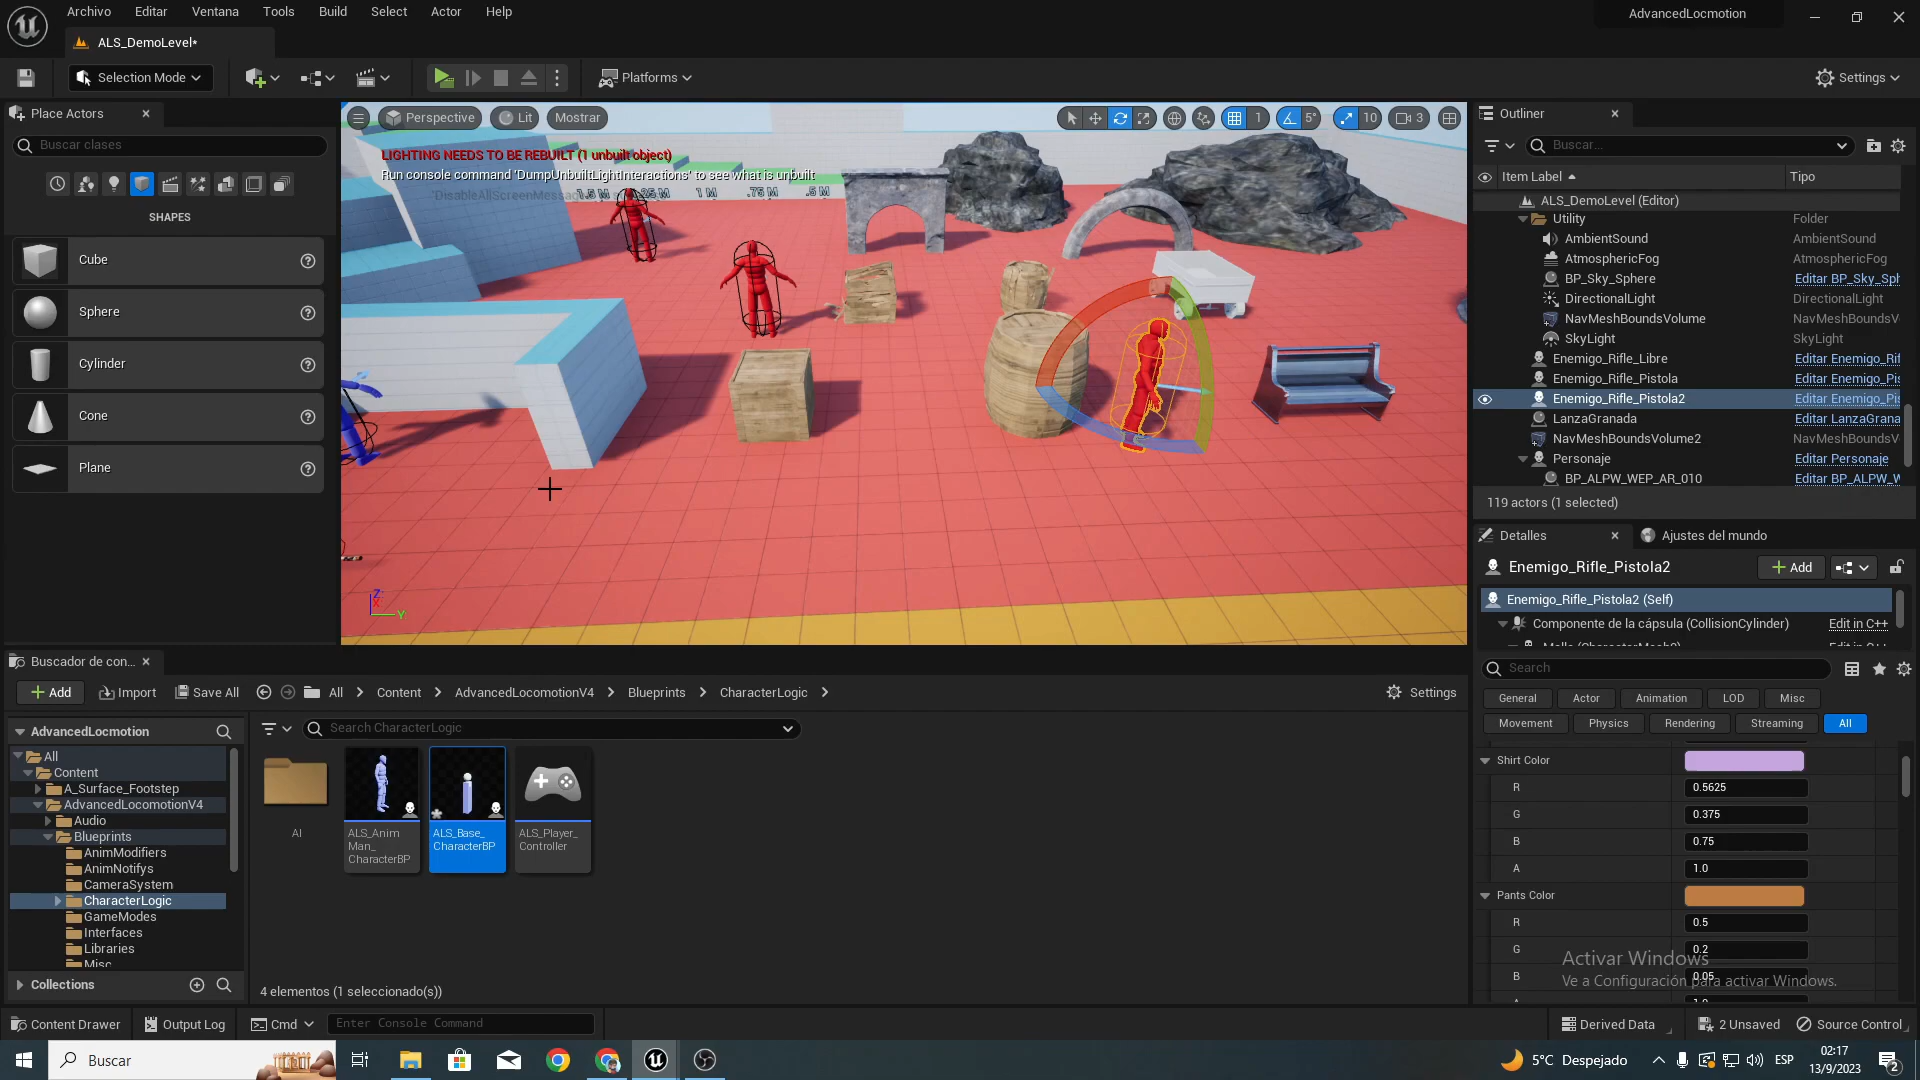 Archivo Editar Ventana Tools Build Select Actor Help
AdvancedLocmotion
ALS_DemoLevel*
Selection Mode
Platforms
Settings
Place Actors
Buscar clases
SHAPES
Cube
Sphere
Cylinder
Cone
Plane
Perspective Lit Mostrar
1 5° 10 3
LIGHTING NEEDS TO BE REBUILT (1 unbuilt object)
Run console command 'DumpUnbuiltLightInteractions' to see what is unbuilt
1 M .75 M .5 M
Z
X
Y
Outliner
Buscar...
Item Label Tipo
ALS_DemoLevel (Editor)
Utility Folder
AmbientSound AmbientSound
AtmosphericFog AtmosphericFog
BP_Sky_Sphere Editar BP_Sky_Sph
DirectionalLight DirectionalLight
NavMeshBoundsVolume NavMeshBoundsV
SkyLight SkyLight
Enemigo_Rifle_Libre Editar Enemigo_Rif
Enemigo_Rifle_Pistola Editar Enemigo_Pis
Enemigo_Rifle_Pistola2 Editar Enemigo_Pis
LanzaGranada Editar LanzaGrana
NavMeshBoundsVolume2 NavMeshBoundsV
Personaje Editar Personaje
BP_ALPW_WEP_AR_010 Editar BP_ALPW_W
119 actors (1 selected)
Detalles
Ajustes del mundo
Enemigo_Rifle_Pistola2
Add
Enemigo_Rifle_Pistola2 (Self)
Componente de la cápsula (CollisionCylinder) Edit in C++
Search
General Actor Animation LOD Misc
Movement Physics Rendering Streaming All
Shirt Color
R 0.5625
G 0.375
B 0.75
A 1.0
Pants Color
R 0.5
G 0.2
B 0.05
Activar Windows
Ve a Configuración para activar Windows.
Buscador de con...
Add Import Save All All Content AdvancedLocomotionV4 Blueprints CharacterLogic
Settings
AdvancedLocmotion
All
Content
A_Surface_Footstep
AdvancedLocomotionV4
Audio
Blueprints
AnimModifiers
AnimNotifys
CameraSystem
CharacterLogic
GameModes
Interfaces
Libraries
Misc
Collections
Search CharacterLogic
AI
ALS_Anim
Man_
CharacterBP
ALS_Base_
CharacterBP
ALS_Player_
Controller
4 elementos (1 seleccionado(s))
Content Drawer Output Log Cmd Enter Console Command
Derived Data 2 Unsaved Source Control
Buscar
5°C Despejado
ESP
02:17
13/9/2023
2